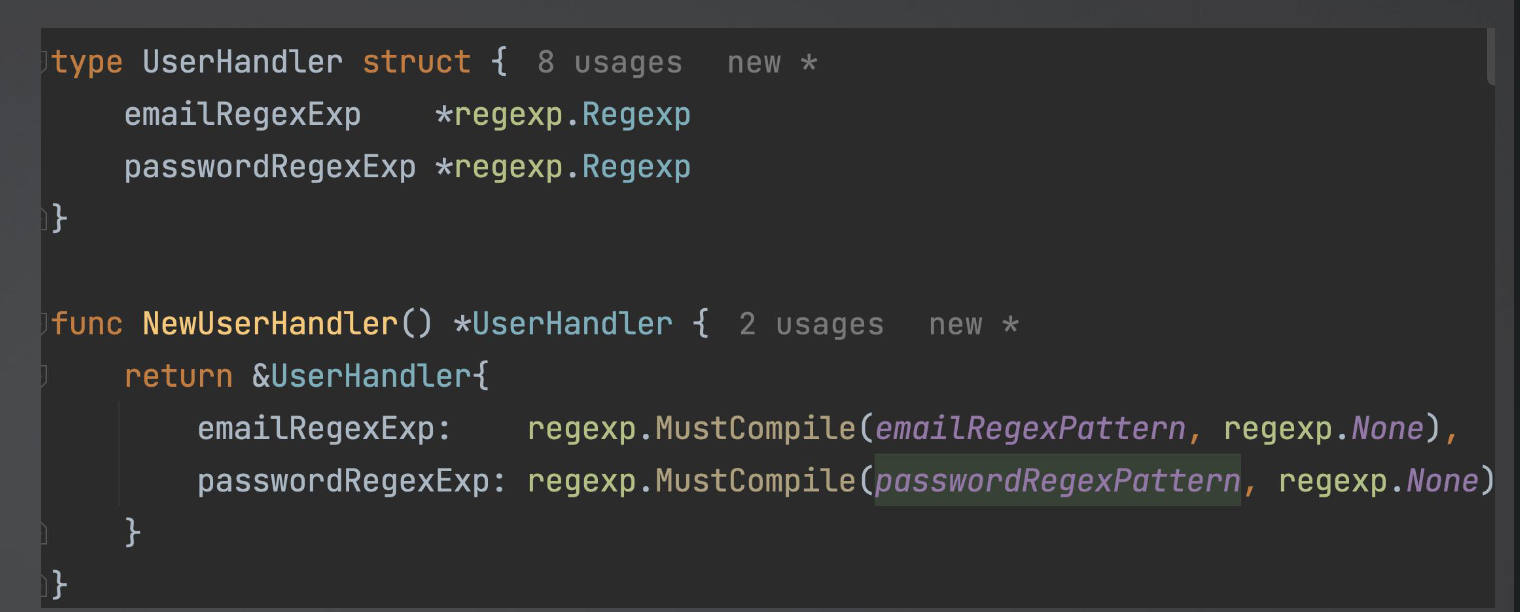 type UserHandler struct { 8 usages new *
    emailRegexExp    *regexp.Regexp
    passwordRegexExp *regexp.Regexp
}
func NewUserHandler() *UserHandler { 2 usages new *
    return &UserHandler{
        emailRegexExp:    regexp.MustCompile(emailRegexPattern, regexp.None),
        passwordRegexExp: regexp.MustCompile(passwordRegexPattern, regexp.None)
    }
}